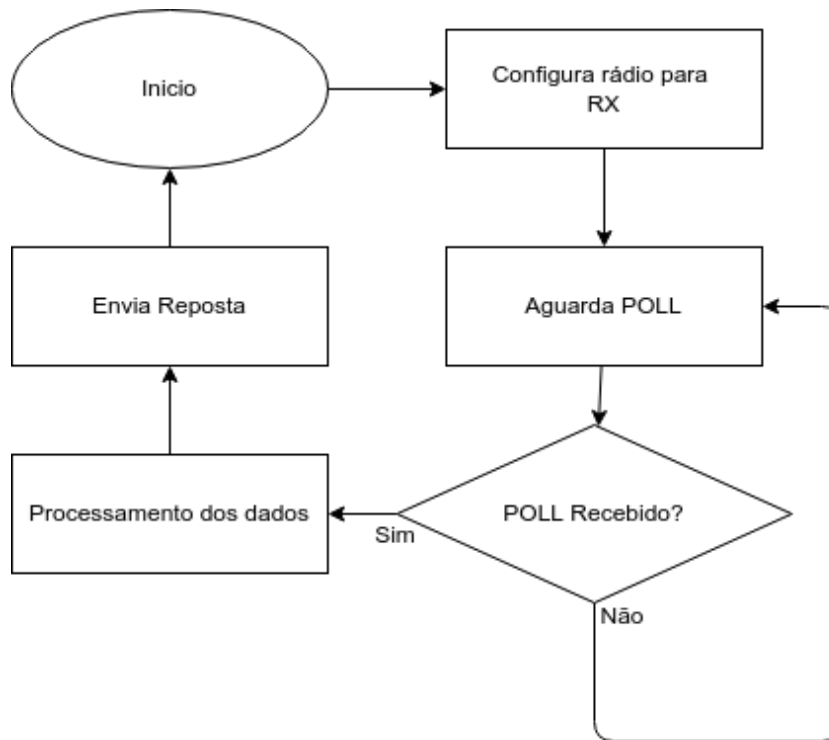 Inicio
Configura rádio para
RX
Envia Reposta
Aguarda POLL
Processamento dos dados
POLL Recebido?
Sim
Não